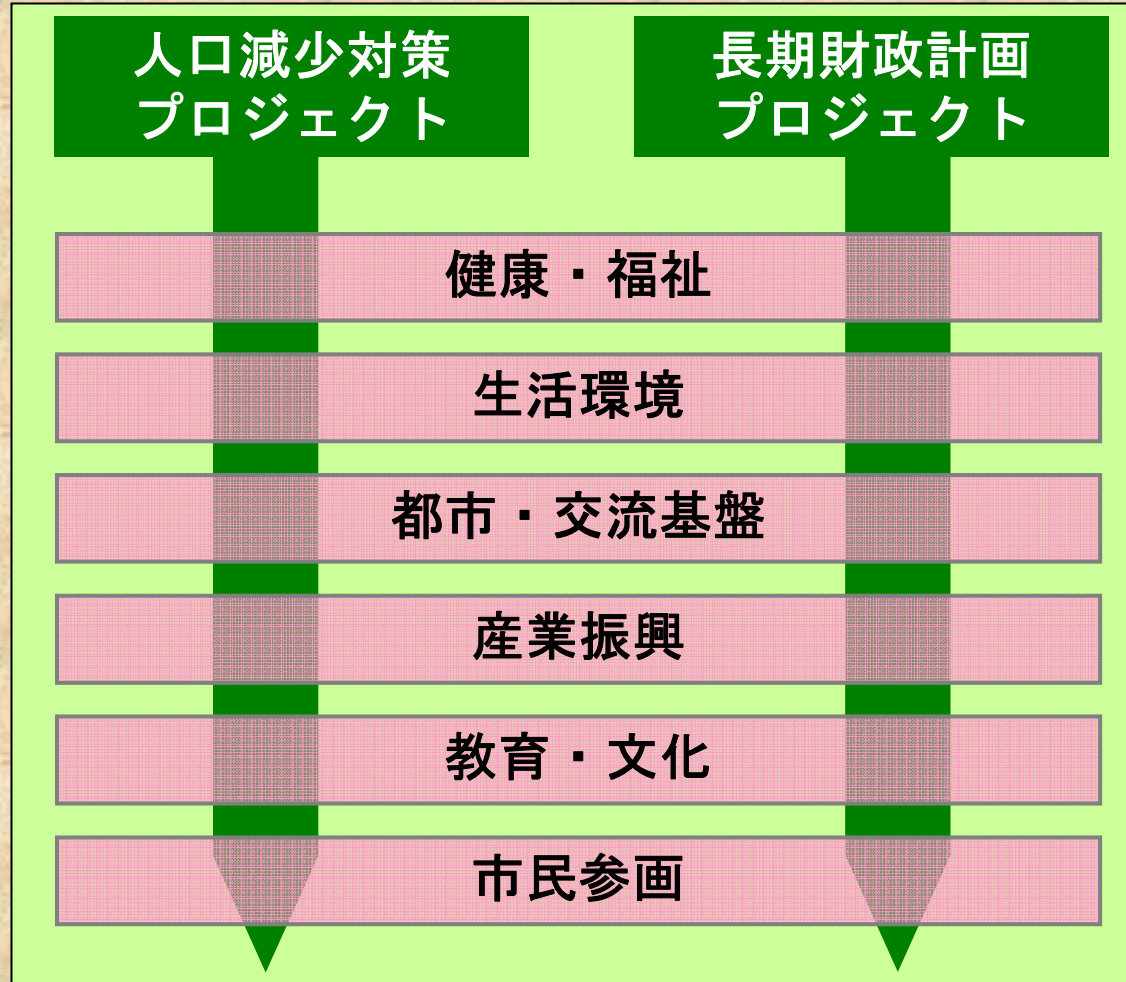 人口減少対策
プロジェクト
長期財政計画
プロジェクト
健康・福祉
生活環境
都市・交流基盤
産業振興
教育・文化
市民参画